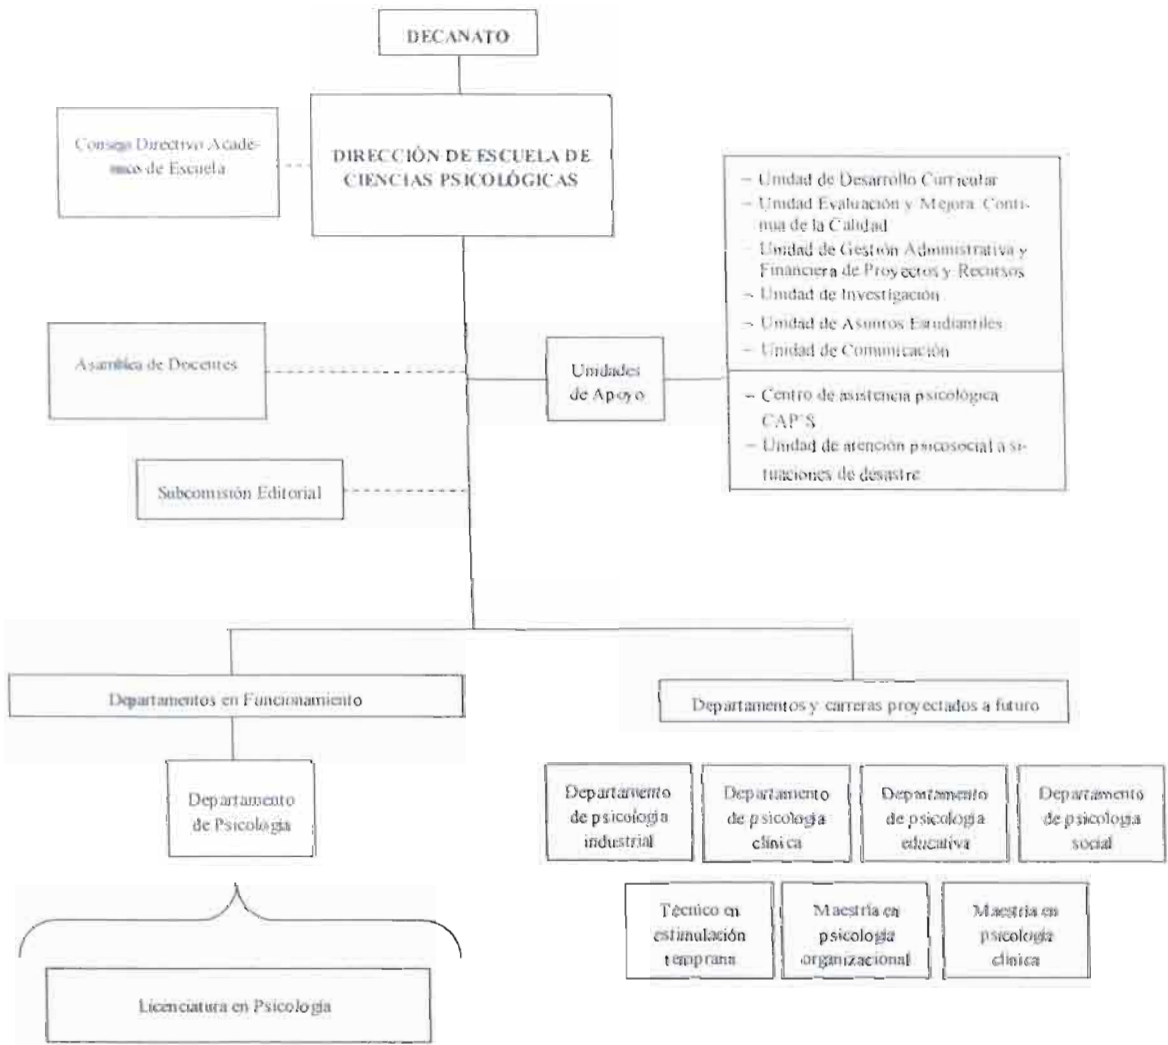 DECANATO
Consejo Directivo Acadé-
mico de Escuela
DIRECCIÓN DE ESCUELA DE
CIENCIAS PSICOLÓGICAS
– Unidad de Desarrollo Curricular
– Unidad Evaluación y Mejora Conti-
nua de la Calidad
– Unidad de Gestión Administrativa y
Financiera de Proyectos y Recursos
– Unidad de Investigación
– Unidad de Asuntos Estudiantiles
– Unidad de Comunicación
Asamblea de Docentes
Unidades
de Apoyo
– Centro de asistencia psicológica
CAP'S
– Unidad de atención psicosocial a si-
tuaciones de desastre
Subcomisión Editorial
Departamentos en Funcionamiento
Departamentos y carreras proyectados a futuro
Departamento
de Psicología
Departamento
de psicología
industrial
Departamento
de psicología
clínica
Departamento
de psicología
educativa
Departamento
de psicología
social
Técnico en
estimulación
temprana
Maestría en
psicología
organizacional
Maestría en
psicología
clínica
Licenciatura en Psicología